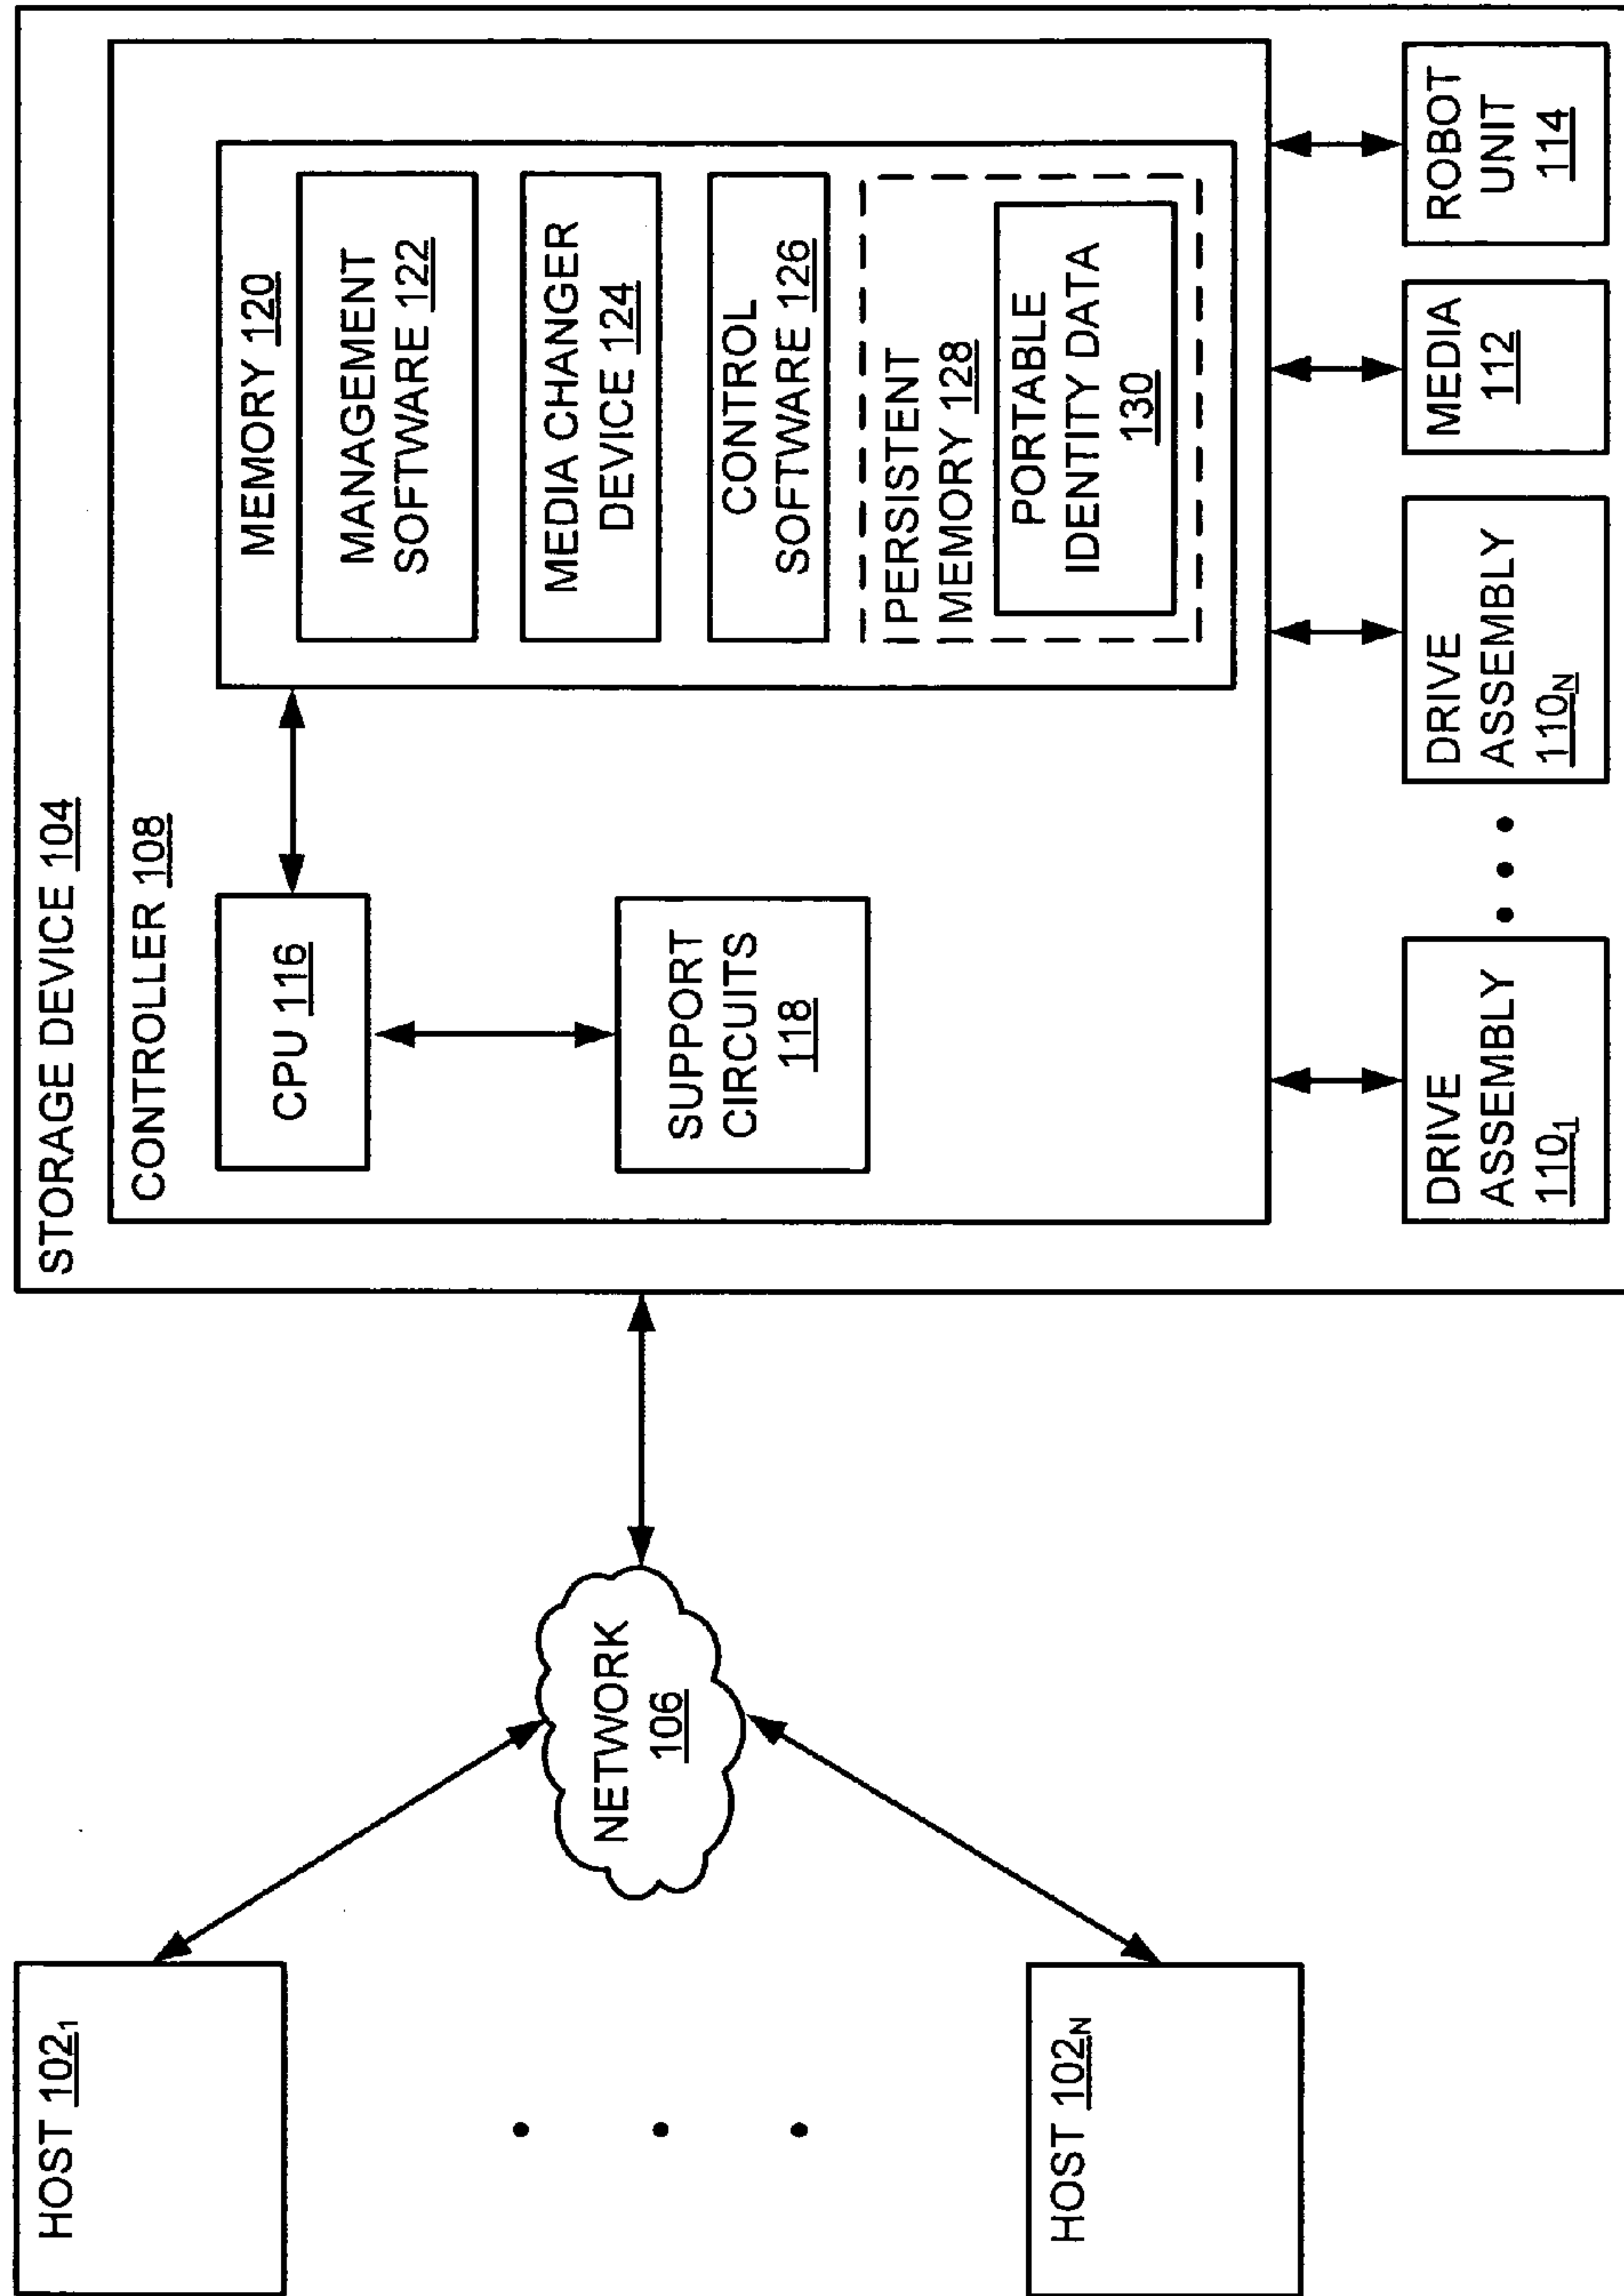 HOST 102₁
HOST 102N
NETWORK
106
STORAGE DEVICE 104
CONTROLLER 108
CPU 116
SUPPORT
CIRCUITS
118
MEMORY 120
MANAGEMENT
SOFTWARE 122
MEDIA CHANGER
DEVICE 124
CONTROL
SOFTWARE 126
PERSISTENT
MEMORY 128
PORTABLE
IDENTITY DATA
130
DRIVE
ASSEMBLY
110₁
DRIVE
ASSEMBLY
110N
MEDIA
112
ROBOT
UNIT
114